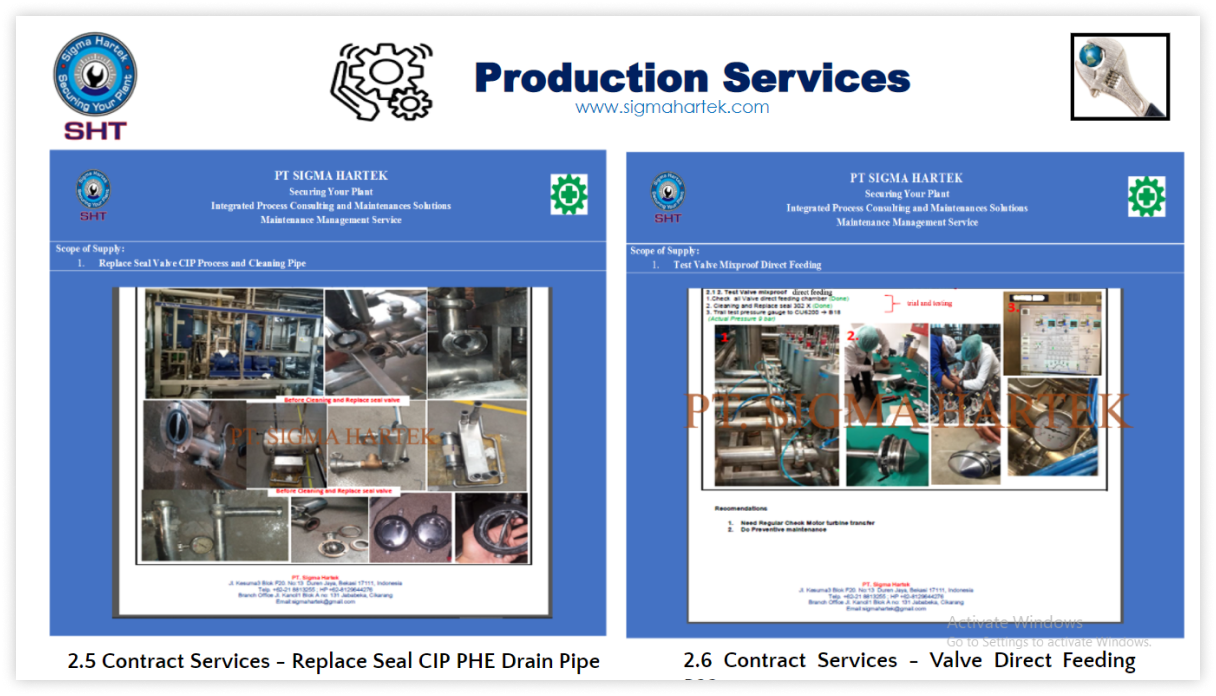 Sigma Hartek
Securing Your Plant
SHT
Production Services
www.sigmahartek.com
SHT
PT SIGMA HARTEK
Securing Your Plant
Integrated Process Consulting and Maintenances Solutions
Maintenance Management Service
Scope of Supply:
1. Replace Seal Valve CIP Process and Cleaning Pipe
Before Cleaning and Replace seal valve
PT. SIGMA HARTEK
Before Cleaning and Replace seal valve
PT. Sigma Hartek
Jl. Kesuma3 Blok P20. No 13 Duren Jaya, Bekasi 17111, Indonesia
Telp. +62-21 8813255 , HP +62-8129644276
Branch Office Jl. Kanoli1 Blok A no: 131 Jababeka, Cikarang
Email:sigmahartek@gmail.com
2.5 Contract Services - Replace Seal CIP PHE Drain Pipe
SHT
PT SIGMA HARTEK
Securing Your Plant
Integrated Process Consulting and Maintenances Solutions
Maintenance Management Service
Scope of Supply:
1. Test Valve Mixproof Direct Feeding
2. Test Valve mixproof direct feeding
1.Check all Valve direct feeding chamber (Done)
2. Cleaning and Replace seal 302 X (Done)
3. Trail test pressure gauge to CU6200 → B18
(Actual Pressure 9 bar)
trial and testing
1
2.
3.
PT. SIGMA HARTEK
Recomendations
1. Need Regular Check Motor turbine transfer
2. Do Preventive maintenance
PT. Sigma Hartek
Jl. Kesuma3 Blok P20. No 13 Duren Jaya, Bekasi 17111, Indonesia
Telp. +62-21 8813255 , HP +62-8129644276
Branch Office Jl. Kanoli1 Blok A no: 131 Jababeka, Cikarang
Email:sigmahartek@gmail.com
Activate Windows
Go to Settings to activate Windows.
2.6 Contract Services - Valve Direct Feeding